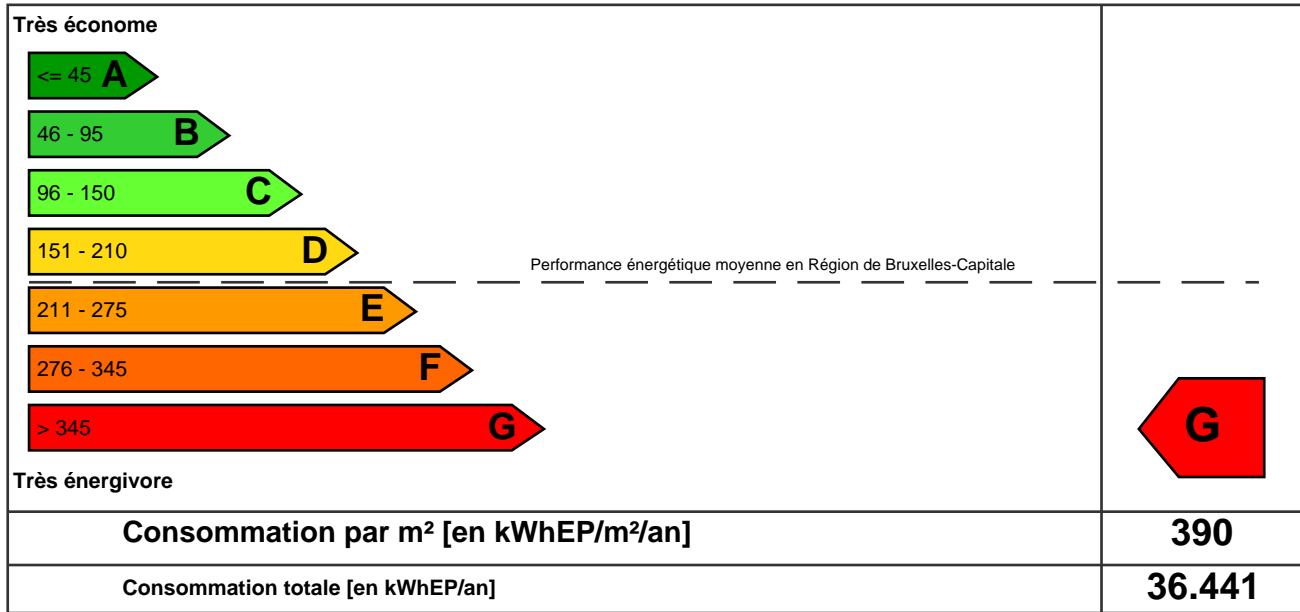 Très économe
<= 45 A
46 - 95 B
96 - 150 C
151 - 210 D
Performance énergétique moyenne en Région de Bruxelles-Capitale
211 - 275 E
276 - 345 F
> 345 G
G
Très énergivore
Consommation par m² [en kWhEP/m²/an] 390
Consommation totale [en kWhEP/an] 36.441